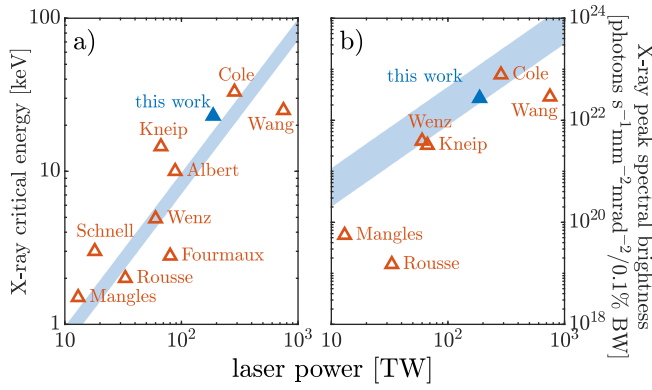 a)
X-ray critical energy [keV]
100
10
1
Cole
this work
Kneip
Wang
Albert
Schnell
Wenz
Fourmaux
Rousse
Mangles
10
10²
10³
b)
this work
Cole
Wang
Wenz
Kneip
Mangles
Rousse
10
10²
10³
10²⁴
10²²
10²⁰
10¹⁸
X-ray peak spectral brightness
[photons s⁻¹mm⁻²mrad⁻²/0.1% BW]
laser power [TW]